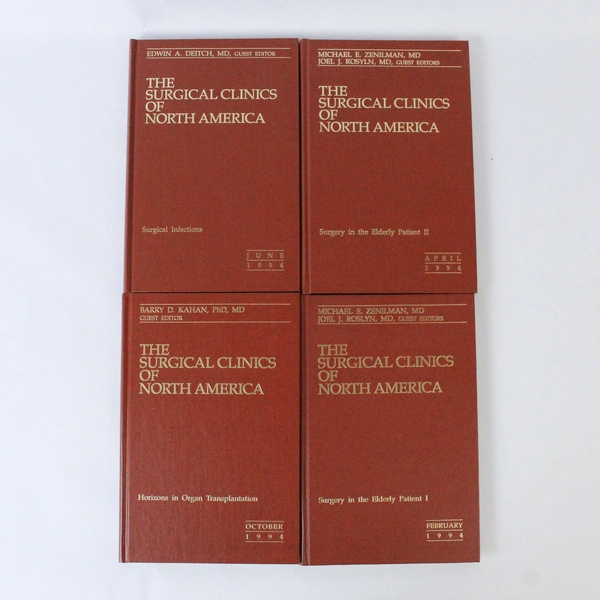 EDWIN A. DEITCH, MD, GUEST EDITOR
THE
SURGICAL CLINICS
OF
NORTH AMERICA
Surgical Infections
JUNE
1994
MICHAEL E. ZENILMAN, MD
JOEL J. ROSYLN, MD, GUEST EDITORS
THE
SURGICAL CLINICS
OF
NORTH AMERICA
Surgery in the Elderly Patient II
APRIL
1994
BARRY D. KAHAN, PhD, MD
GUEST EDITOR
THE
SURGICAL CLINICS
OF
NORTH AMERICA
Horizons in Organ Transplantation
OCTOBER
1994
MICHAEL E. ZENILMAN, MD
JOEL J. ROSLYN, MD, GUEST EDITORS
THE
SURGICAL CLINICS
OF
NORTH AMERICA
Surgery in the Elderly Patient I
FEBRUARY
1994